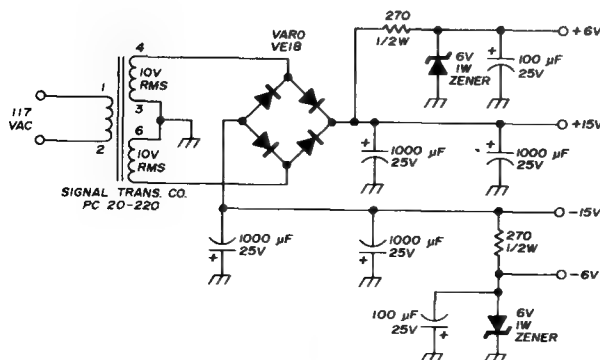 270
1/2W
+6V
4
VARO
VE18
10V
RMS
6V
1W
ZENER
+
100 µF
25V
1
117
VAC
3
6
+15V
2
10V
RMS
+
1000 µF
25V
+
1000 µF
25V
SIGNAL TRANS. CO.
PC 20-220
-15V
1000 µF
25V
+
1000 µF
25V
+
270
1/2W
-6V
100 µF
25V
+
6V
1W
ZENER